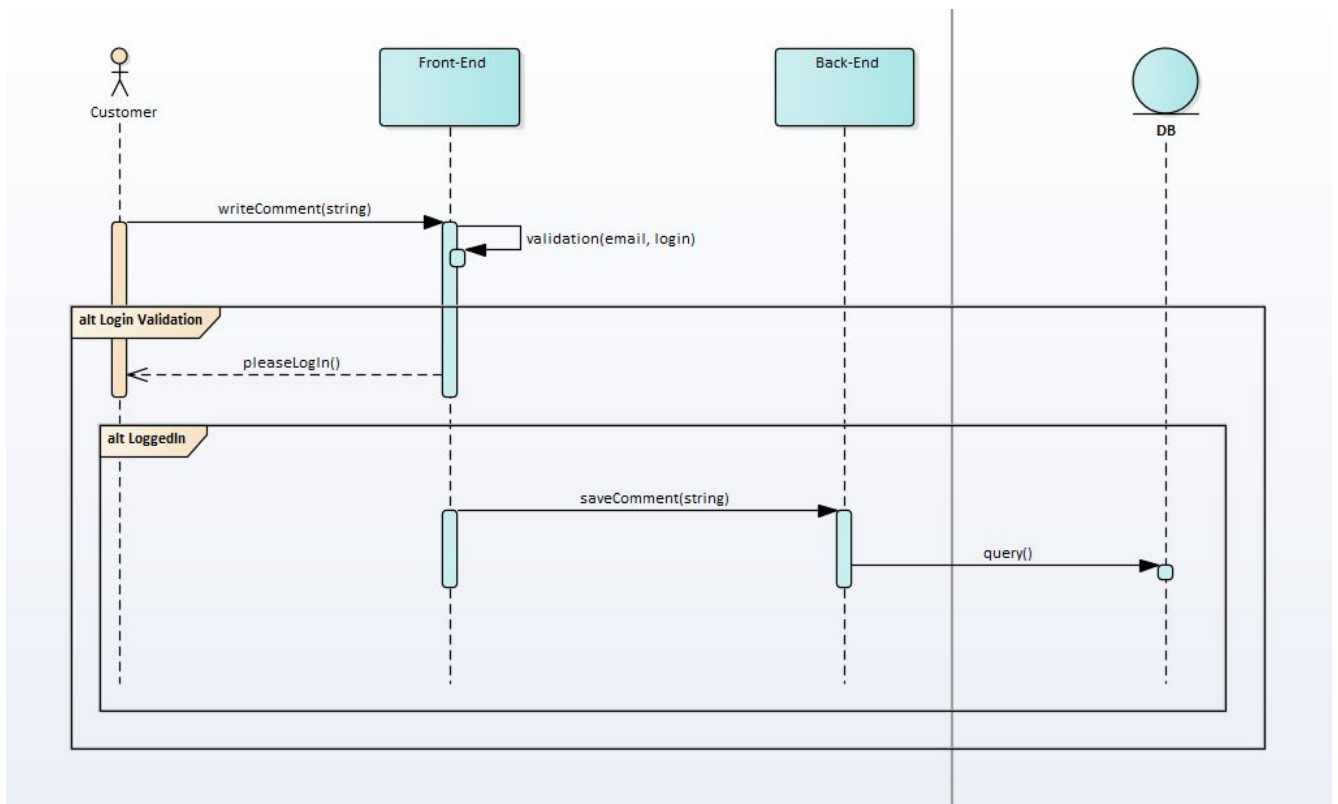 Customer
Front-End
Back-End
DB
writeComment(string)
validation(email, login)
alt Login Validation
pleaseLogIn()
alt LoggedIn
saveComment(string)
query()